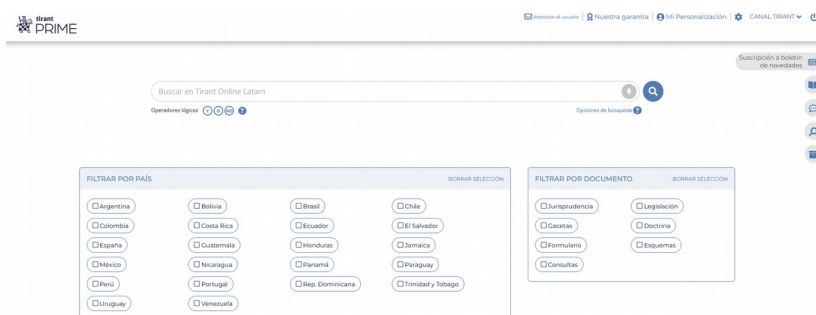 tirant
PRIME
Atención al usuario
Nuestra garantía
Mi Personalización
CANAL TIRANT
Suscripción a boletín
de novedades
Buscar en Tirant Online Latam
Operadores lógicos Y O NO ?
Opciones de búsqueda ?
FILTRAR POR PAÍS
BORRAR SELECCIÓN
Argentina
Bolivia
Brasil
Chile
Colombia
Costa Rica
Ecuador
El Salvador
España
Guatemala
Honduras
Jamaica
México
Nicaragua
Panamá
Paraguay
Perú
Portugal
Rep. Dominicana
Trinidad y Tobago
Uruguay
Venezuela
FILTRAR POR DOCUMENTO
BORRAR SELECCIÓN
Jurisprudencia
Legislación
Gacetas
Doctrina
Formulario
Esquemas
Consultas